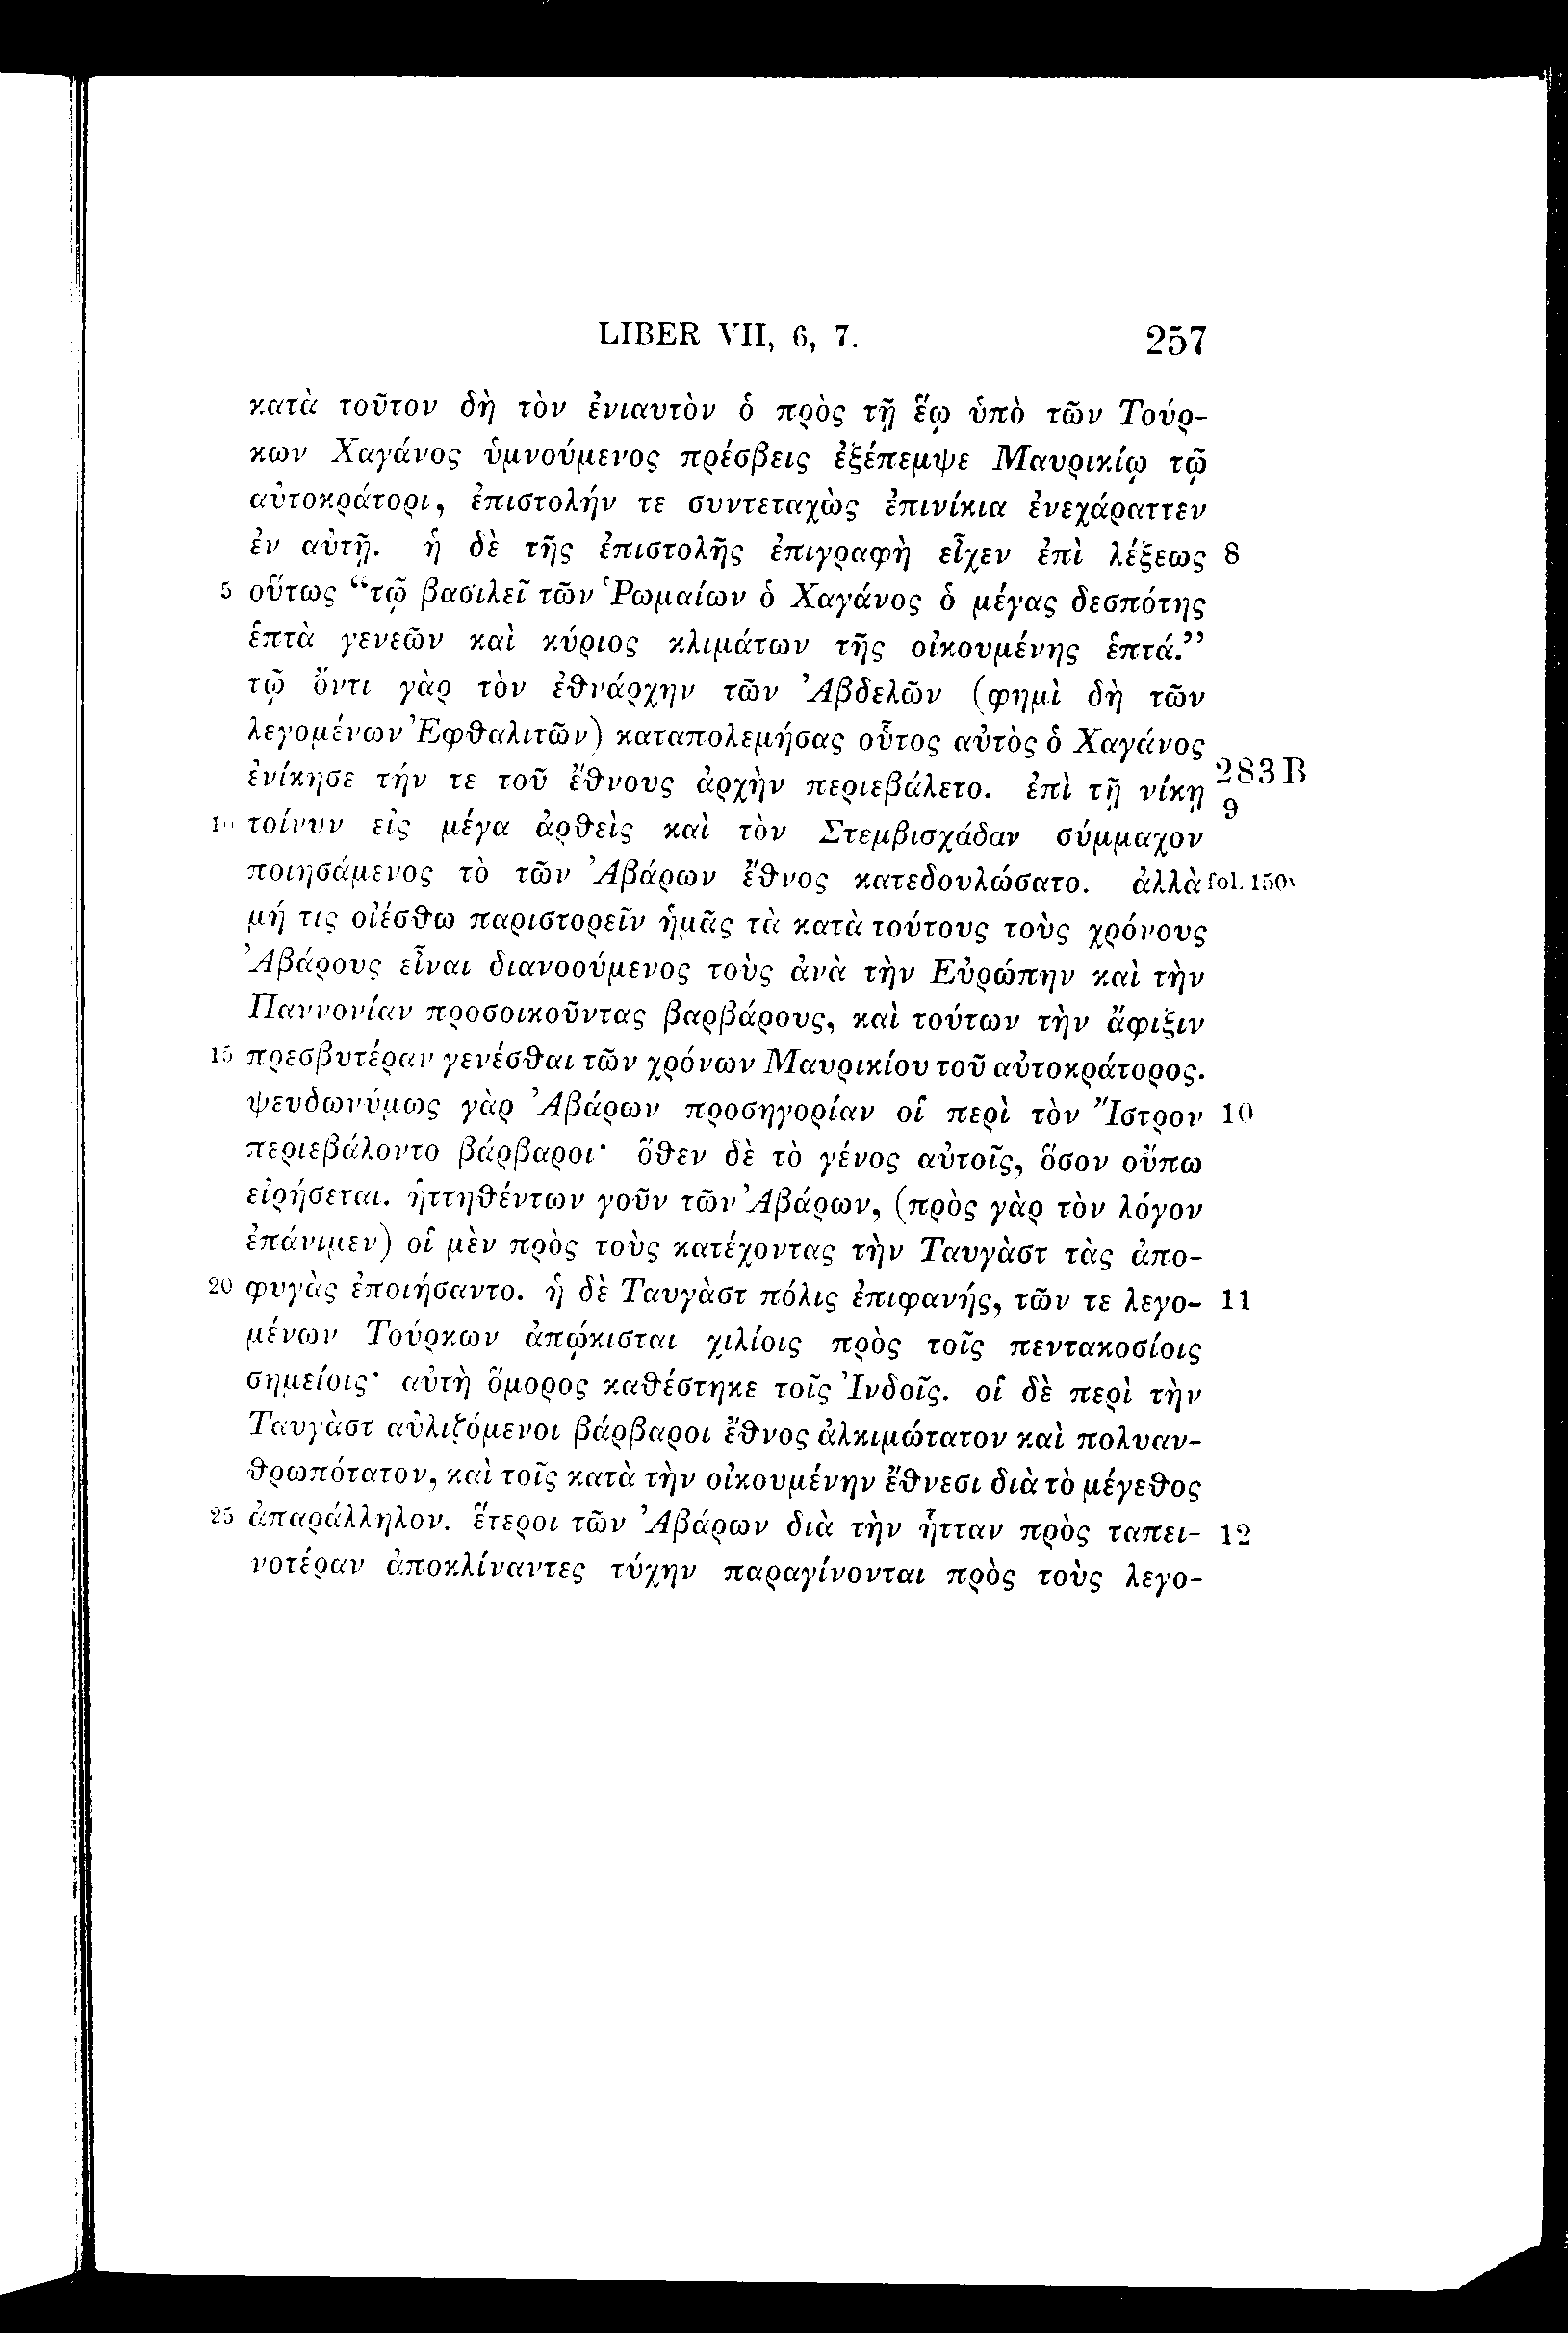 LIBER VII, 6, 7. 257
κατὰ τοῦτον δὴ τὸν ἐνιαυτὸν ὁ πρὸς τῇ ἕῳ ὑπὸ τῶν Τούρ-
κων Χαγάνος ὑμνούμενος πρέσβεις ἐξέπεμψε Μαυρικίῳ τῷ
αὐτοκράτορι, ἐπιστολήν τε συντεταχὼς ἐπινίκια ἐνεχάραττεν
ἐν αὐτῇ. ἡ δὲ τῆς ἐπιστολῆς ἐπιγραφὴ εἶχεν ἐπὶ λέξεως 8
5 οὕτως “τῷ βασιλεῖ τῶν Ῥωμαίων ὁ Χαγάνος ὁ μέγας δεσπότης
ἑπτὰ γενεῶν καὶ κύριος κλιμάτων τῆς οἰκουμένης ἑπτά.”
τῷ ὄντι γὰρ τὸν ἐθνάρχην τῶν Ἀβδελῶν (φημὶ δὴ τῶν
λεγομένων Ἐφθαλιτῶν) καταπολεμήσας οὗτος αὐτὸς ὁ Χαγάνος
ἐνίκησε τήν τε τοῦ ἔθνους ἀρχὴν περιεβάλετο. ἐπὶ τῇ νίκῃ 283 B 9
10 τοίνυν εἰς μέγα ἀρθεὶς καὶ τὸν Στεμβισχάδαν σύμμαχον
ποιησάμενος τὸ τῶν Ἀβάρων ἔθνος κατεδουλώσατο. ἀλλὰ fol. 150v
μή τις οἰέσθω παριστορεῖν ἡμᾶς τὰ κατὰ τούτους τοὺς χρόνους
Ἀβάρους εἶναι διανοούμενος τοὺς ἀνὰ τὴν Εὐρώπην καὶ τὴν
Παννονίαν προσοικοῦντας βαρβάρους, καὶ τούτων τὴν ἄφιξιν
15 πρεσβυτέραν γενέσθαι τῶν χρόνων Μαυρικίου τοῦ αὐτοκράτορος.
ψευδωνύμως γὰρ Ἀβάρων προσηγορίαν οἱ περὶ τὸν Ἴστρον 10
περιεβάλοντο βάρβαροι· ὅθεν δὲ τὸ γένος αὐτοῖς, ὅσον οὔπω
εἰρήσεται. ἡττηθέντων γοῦν τῶν Ἀβάρων, (πρὸς γὰρ τὸν λόγον
ἐπάνιμεν) οἱ μὲν πρὸς τοὺς κατέχοντας τὴν Ταυγὰστ τὰς ἀπο-
20 φυγὰς ἐποιήσαντο. ἡ δὲ Ταυγὰστ πόλις ἐπιφανής, τῶν τε λεγο- 11
μένων Τούρκων ἀπῴκισται χιλίοις πρὸς τοῖς πεντακοσίοις
σημείοις· αὐτὴ ὅμορος καθέστηκε τοῖς Ἰνδοῖς. οἱ δὲ περὶ τὴν
Ταυγὰστ αὐλιζόμενοι βάρβαροι ἔθνος ἀλκιμώτατον καὶ πολυαν-
θρωπότατον, καὶ τοῖς κατὰ τὴν οἰκουμένην ἔθνεσι διὰ τὸ μέγεθος
25 ἀπαράλληλον. ἕτεροι τῶν Ἀβάρων διὰ τὴν ἧτταν πρὸς ταπει- 12
νοτέραν ἀποκλίναντες τύχην παραγίνονται πρὸς τοὺς λεγο-